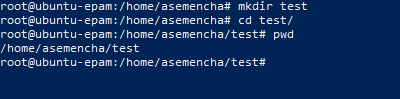 root@ubuntu-epam:/home/asemencha# mkdir test
root@ubuntu-epam:/home/asemencha# cd test/
root@ubuntu-epam:/home/asemencha/test# pwd
/home/asemencha/test
root@ubuntu-epam:/home/asemencha/test#